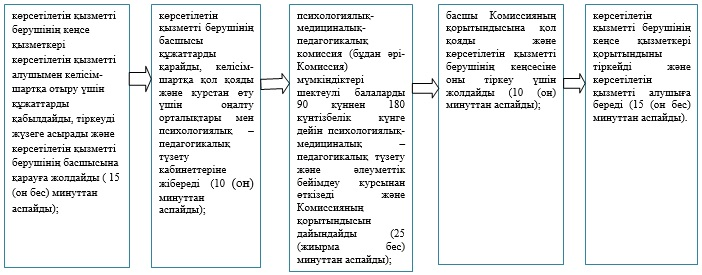 көрсетілетін қызметті
берушінің кеңсе
қызметкері
көрсетілетін қызметті
алушымен келісім-
шартқа отыру үшін
құжаттарды
қабылдайды, тіркеуді
жүзеге асырады және
көрсетілетін қызметті
берушінің басшысына
қарауға жолдайды ( 15
(он бес) минуттан
аспайды);
көрсетілетін
қызметті берушінің
басшысы
құжаттарды
қарайды, келісім-
шартқа қол қояды
және курстан өту
үшін оналту
орталықтары мен
психологиялық –
педагогикалық
түзету
кабинеттеріне
жібереді (10 (он)
минуттан
аспайды);
психологиялық-
медициналық-
педагогикалық
комиссия (бұдан әрі-
Комиссия)
мүмкіндіктері
шектеулі балаларды
90 күннен 180
күнтізбелік күнге
дейін психологиялық-
медициналық –
педагогикалық түзету
және әлеуметтік
бейімдеу курсынан
өткізеді және
Комиссияның
қорытындысын
дайындайды (25
(жиырма бес)
минуттан аспайды);
басшы Комиссияның
қорытындысына қол
қояды және
көрсетілетін қызметті
берушінің кеңсесіне
оны тіркеу үшін
жолдайды (10 (он)
минуттан аспайды);
көрсетілетін
қызметті берушінің
кеңсе қызметкері
қорытындыны
тіркейді және
көрсетілетін
қызметті алушыға
береді (15 (он бес)
минуттан аспайды).